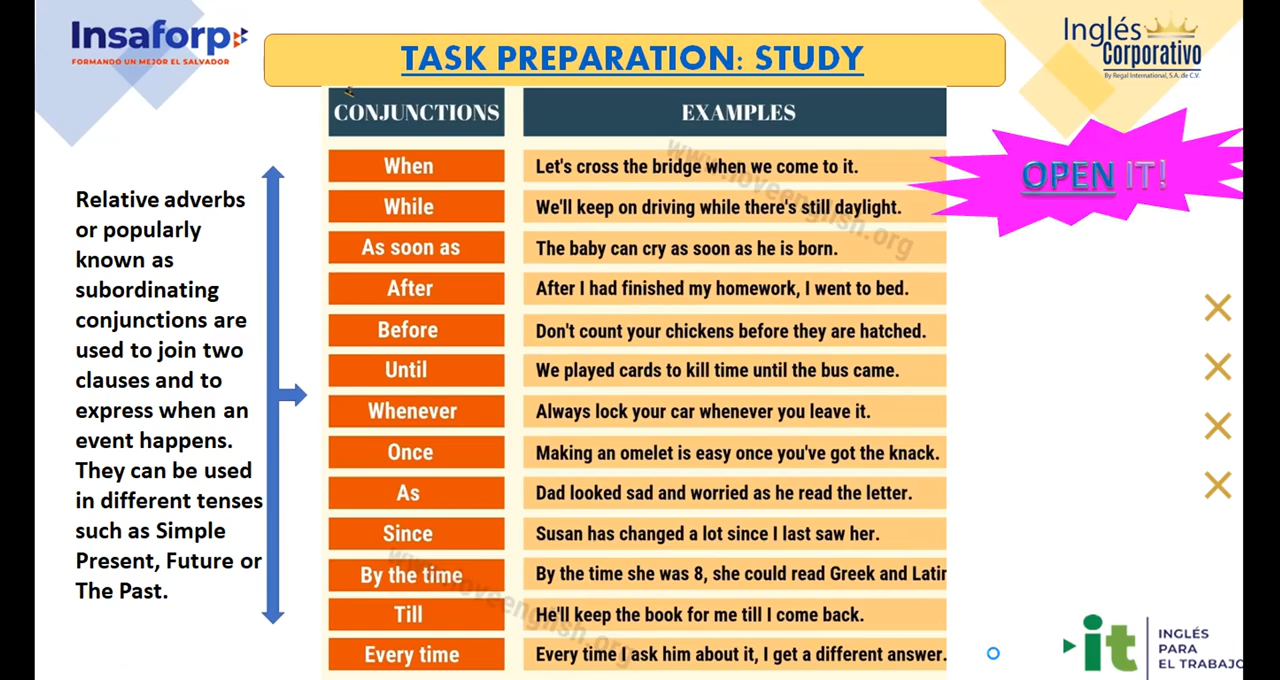 Insaforp
FORMANDO UN MEJOR EL SALVADOR
TASK PREPARATION: STUDY
Inglés
Corporativo
By Regal International, S.A. de C.V.
OPEN IT!
Relative adverbs
or popularly
known as
subordinating
conjunctions are
used to join two
clauses and to
express when an
event happens.
They can be used
in different tenses
such as Simple
Present, Future or
The Past.
CONJUNCTIONS EXAMPLES
When Let's cross the bridge when we come to it.
While We'll keep on driving while there's still daylight.
As soon as The baby can cry as soon as he is born.
After After I had finished my homework, I went to bed.
Before Don't count your chickens before they are hatched.
Until We played cards to kill time until the bus came.
Whenever Always lock your car whenever you leave it.
Once Making an omelet is easy once you've got the knack.
As Dad looked sad and worried as he read the letter.
Since Susan has changed a lot since I last saw her.
By the time By the time she was 8, she could read Greek and Latin
Till He'll keep the book for me till I come back.
Every time Every time I ask him about it, I get a different answer.
www.loveenglish.org
www.loveenglish.org
it
INGLÉS
PARA
EL TRABAJO